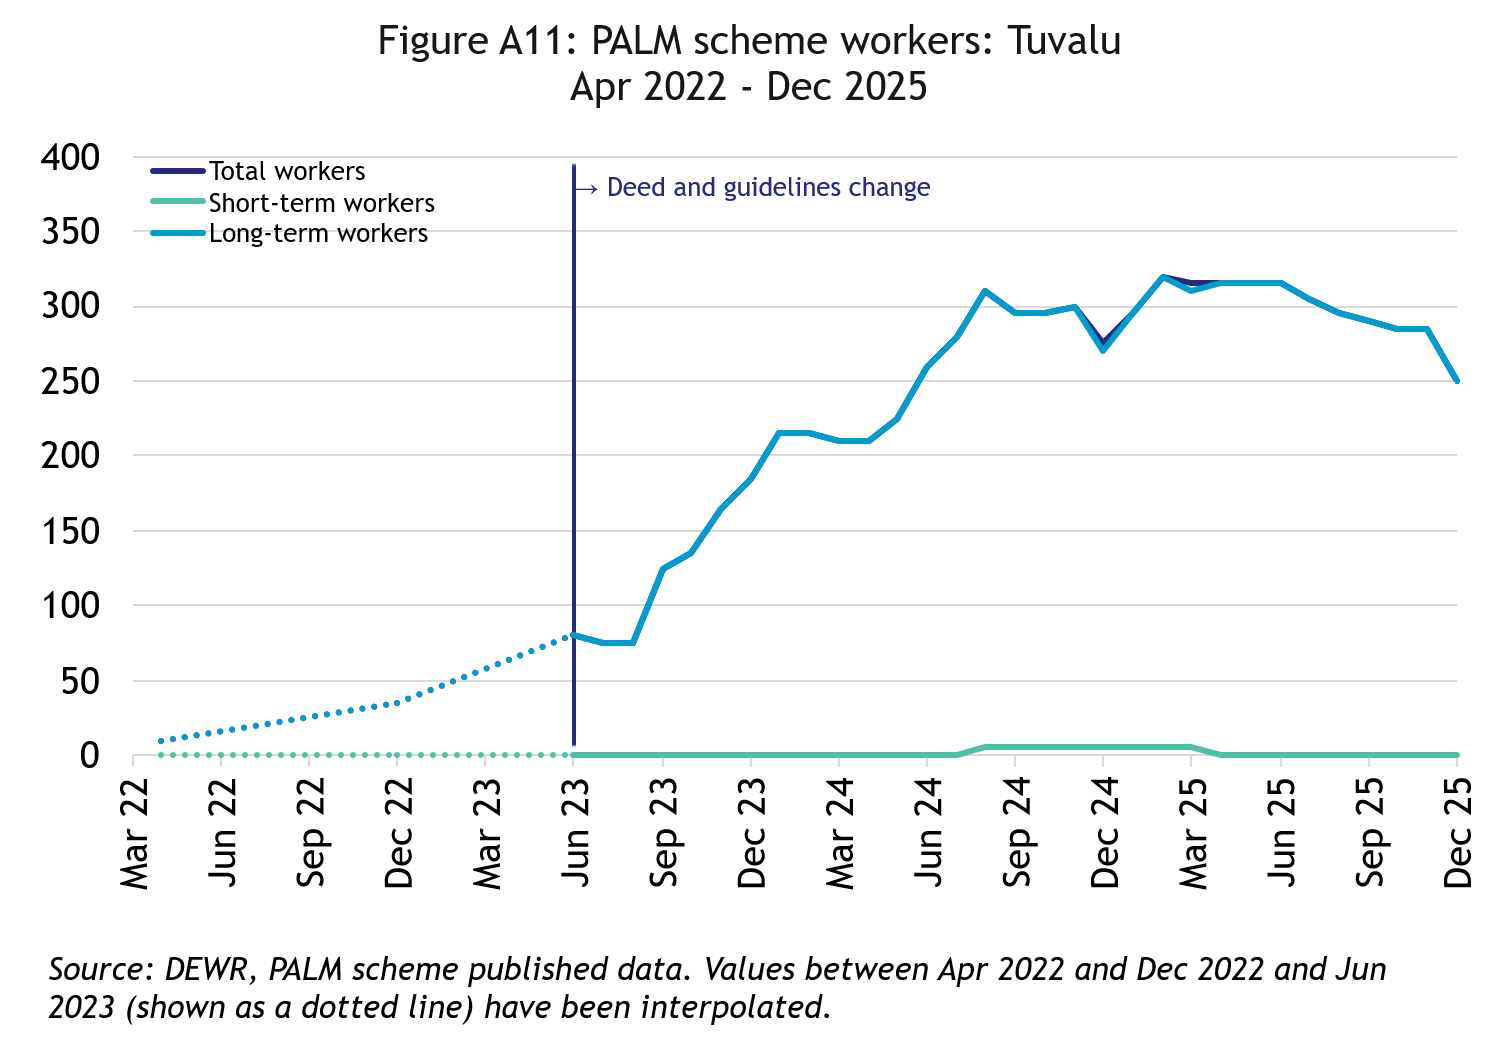 Figure A11: PALM scheme workers: Tuvalu
Apr 2022 - Dec 2025
400
350
300
250
200
150
100
50
0
Total workers
Short-term workers
Long-term workers
→ Deed and guidelines change
Mar 22
Jun 22
Sep 22
Dec 22
Mar 23
Jun 23
Sep 23
Dec 23
Mar 24
Jun 24
Sep 24
Dec 24
Mar 25
Jun 25
Sep 25
Dec 25
Source: DEWR, PALM scheme published data. Values between Apr 2022 and Dec 2022 and Jun
2023 (shown as a dotted line) have been interpolated.